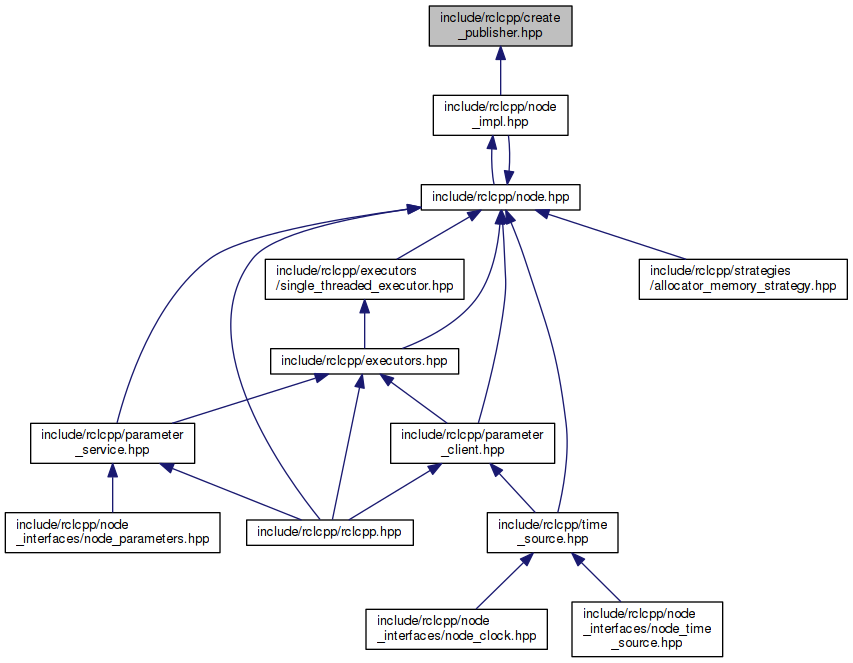 include/rclcpp/create
_publisher.hpp
include/rclcpp/node
_impl.hpp
include/rclcpp/node.hpp
include/rclcpp/executors
/single_threaded_executor.hpp
include/rclcpp/strategies
/allocator_memory_strategy.hpp
include/rclcpp/executors.hpp
include/rclcpp/parameter
_service.hpp
include/rclcpp/parameter
_client.hpp
include/rclcpp/node
_interfaces/node_parameters.hpp
include/rclcpp/rclcpp.hpp
include/rclcpp/time
_source.hpp
include/rclcpp/node
_interfaces/node_clock.hpp
include/rclcpp/node
_interfaces/node_time
_source.hpp